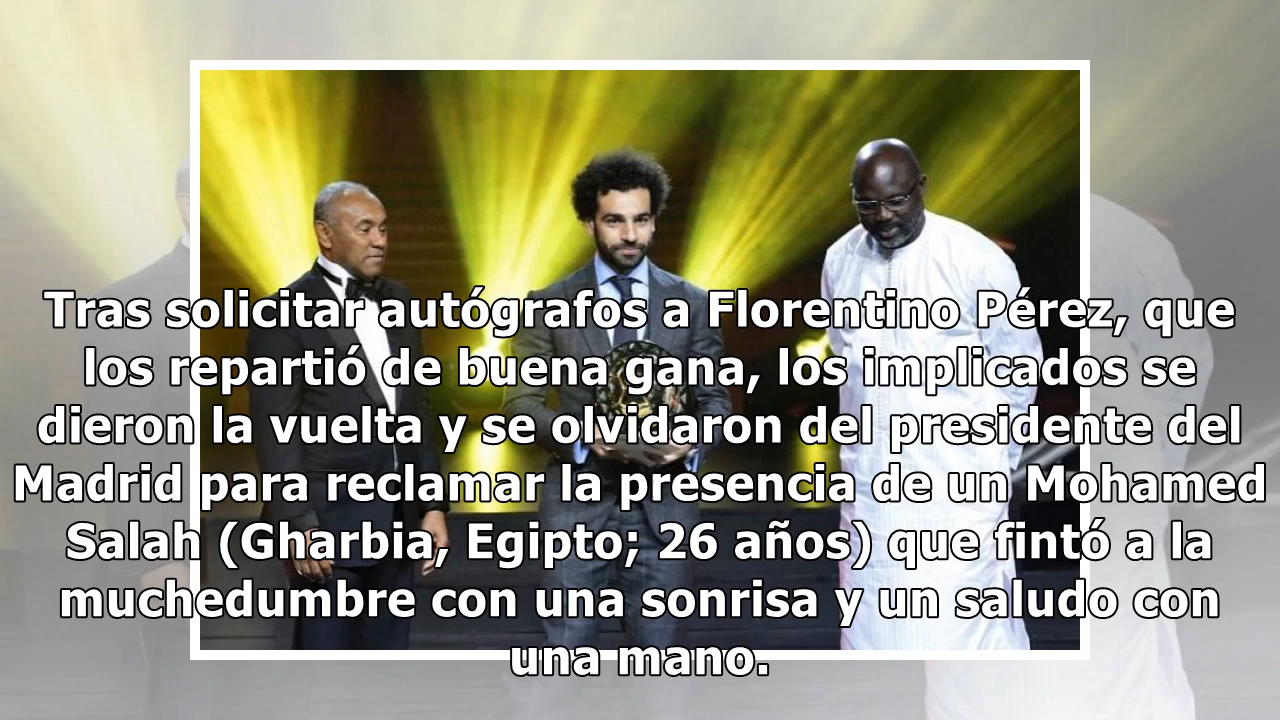 Tras solicitar autógrafos a Florentino Pérez, que
los repartió de buena gana, los implicados se
dieron la vuelta y se olvidaron del presidente del
Madrid para reclamar la presencia de un Mohamed
Salah (Gharbia, Egipto; 26 años) que fintó a la
muchedumbre con una sonrisa y un saludo con
una mano.